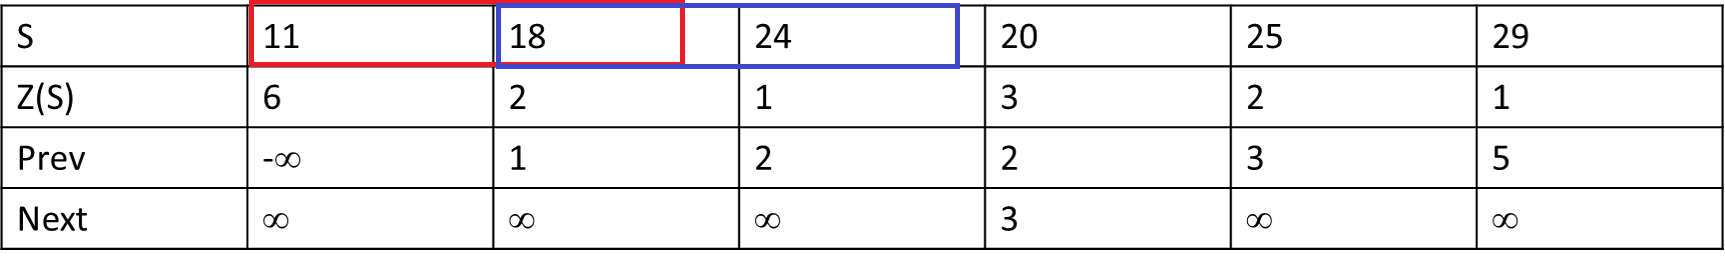 S 11 18 24 20 25 29
Z(S) 6 2 1 3 2 1
Prev -∞ 1 2 2 3 5
Next ∞ ∞ ∞ 3 ∞ ∞